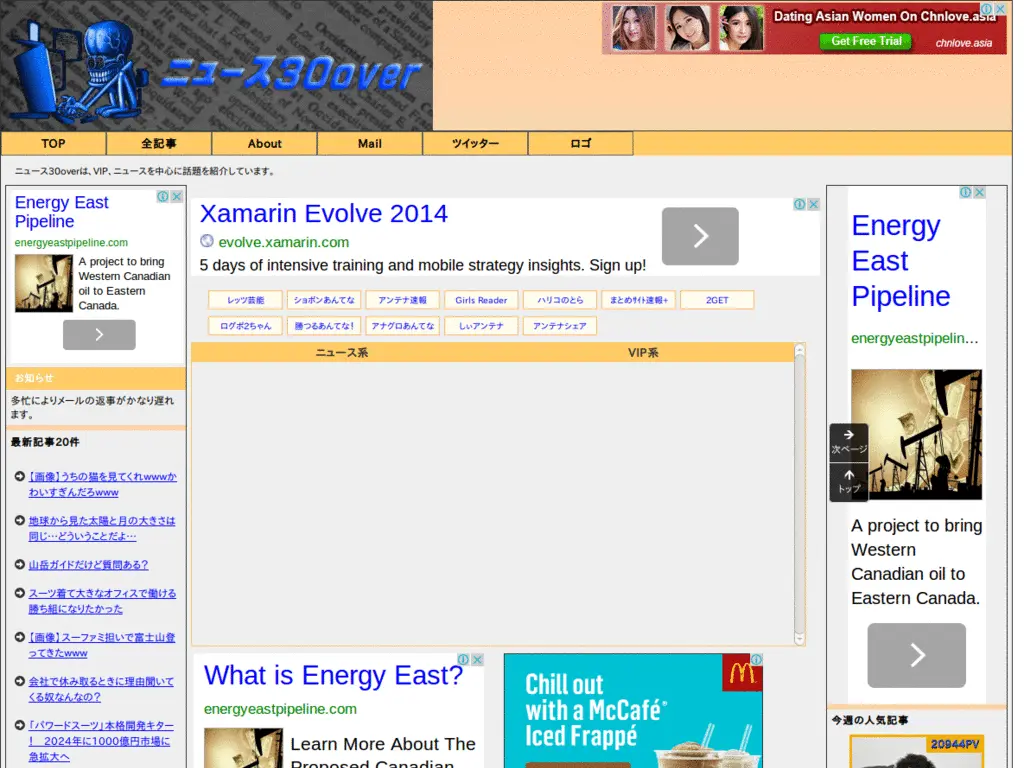 ニュース30over
Dating Asian Women On Chnlove.asia
Get Free Trial
chnlove.asia
TOP
全記事
About
Mail
ツイッター
ロゴ
ニュース30overは、VIP、ニュースを中心に話題を紹介しています。
Energy East
Pipeline
energyeastpipeline.com
A project to bring
Western Canadian
oil to Eastern
Canada.
お知らせ
多忙によりメールの返事がかなり遅れ
ます。
最新記事20件
【画像】うちの猫を見てくれwwwか
わいすぎんだろwww
地球から見た太陽と月の大きさは
同じ…どういうことだよ…
山岳ガイドだけど質問ある?
スーツ着て大きなオフィスで働ける
勝ち組になりたかった
【画像】スーファミ担いで富士山登
ってきたwww
会社で休み取るときに理由聞いて
くる奴なんなの?
「パワードスーツ」本格開発キター
! 2024年に1000億円市場に
急拡大へ
Xamarin Evolve 2014
evolve.xamarin.com
5 days of intensive training and mobile strategy insights. Sign up!
レッツ芸能
ショボンあんてな
アンテナ速報
Girls Reader
ハリコのとら
まとめサイト速報+
2GET
ログポ2ちゃん
勝つるあんてな!
アナグロあんてな
しぃアンテナ
アンテナシェア
ニュース系
VIP系
What is Energy East?
energyeastpipeline.com
Learn More About The
Proposed Canadian
Chill out
with a McCafé®
Iced Frappé
Energy
East
Pipeline
energyeastpipelin...
次ページ
トップ
A project to bring
Western
Canadian oil to
Eastern Canada.
今週の人気記事
20944PV